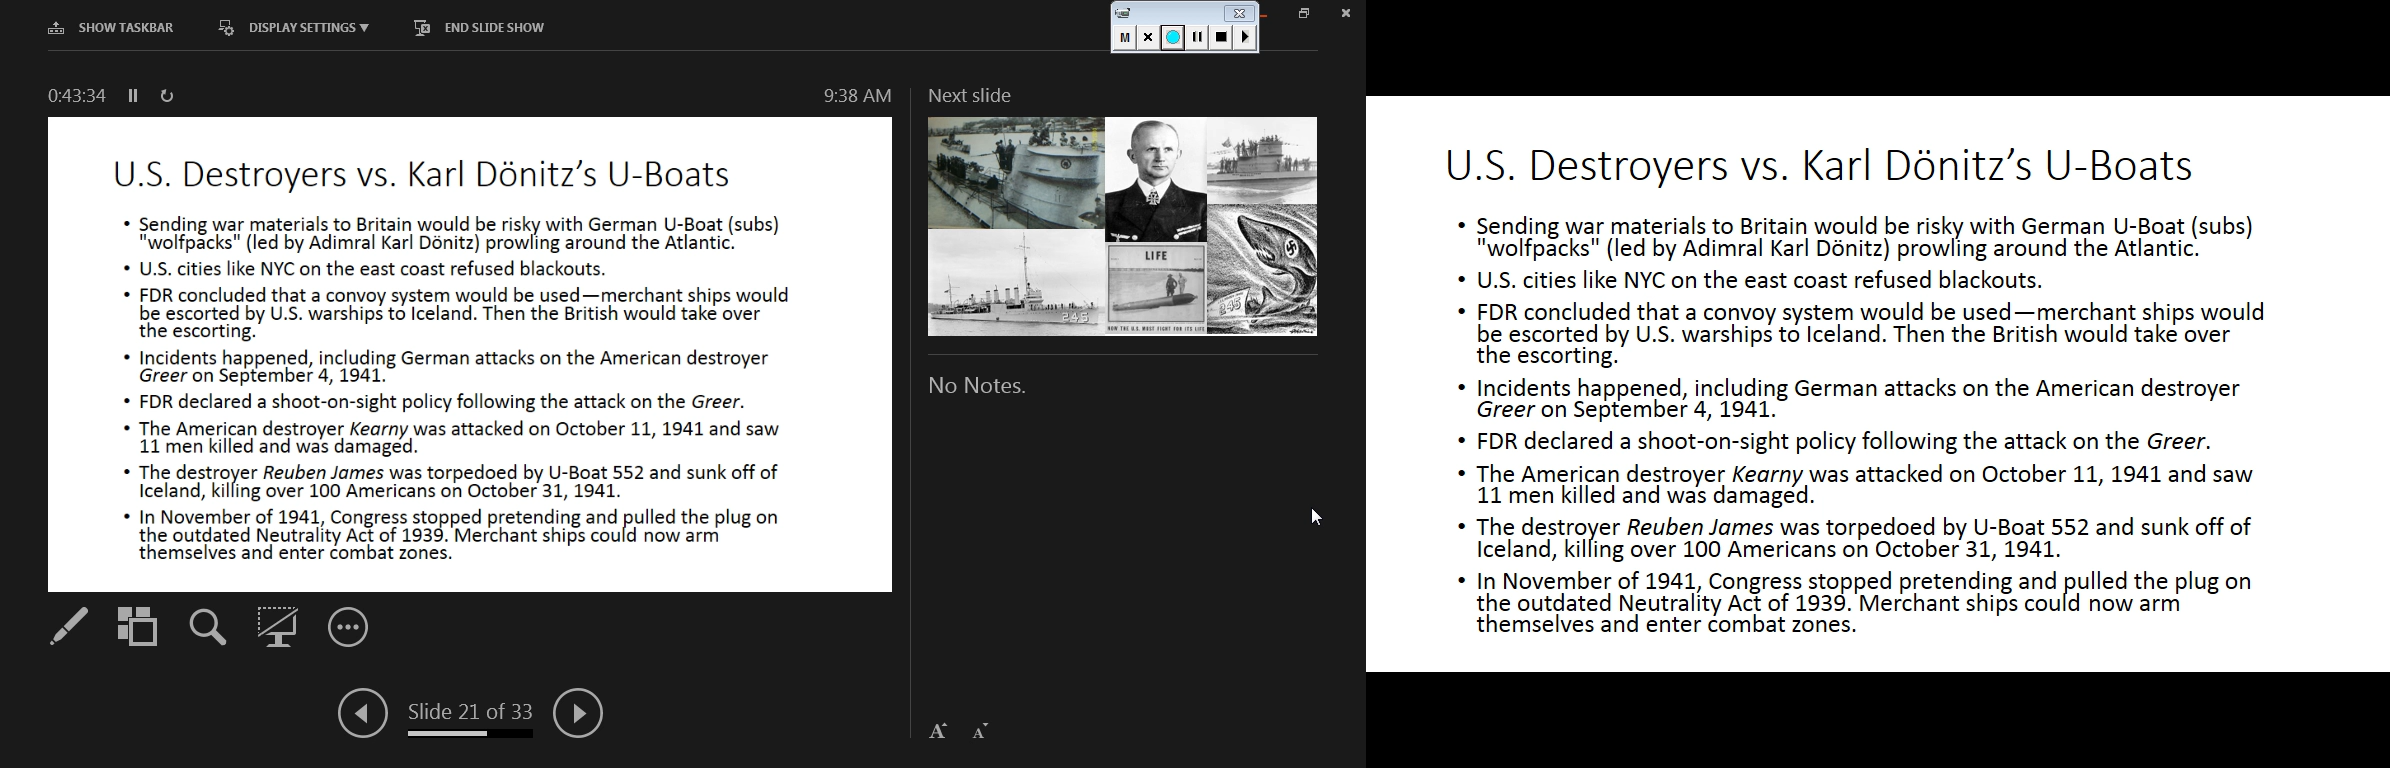 SHOW TASKBAR
DISPLAY SETTINGS ▼
END SLIDE SHOW
M
0:43:34
9:38 AM
U.S. Destroyers vs. Karl Dönitz’s U-Boats
• Sending war materials to Britain would be risky with German U-Boat (subs)
"wolfpacks" (led by Adimral Karl Dönitz) prowling around the Atlantic.
• U.S. cities like NYC on the east coast refused blackouts.
• FDR concluded that a convoy system would be used—merchant ships would
be escorted by U.S. warships to Iceland. Then the British would take over
the escorting.
• Incidents happened, including German attacks on the American destroyer
Greer on September 4, 1941.
• FDR declared a shoot-on-sight policy following the attack on the Greer.
• The American destroyer Kearny was attacked on October 11, 1941 and saw
11 men killed and was damaged.
• The destroyer Reuben James was torpedoed by U-Boat 552 and sunk off of
Iceland, killing over 100 Americans on October 31, 1941.
• In November of 1941, Congress stopped pretending and pulled the plug on
the outdated Neutrality Act of 1939. Merchant ships could now arm
themselves and enter combat zones.
Slide 21 of 33
Next slide
245
LIFE
NOW THE U.S. MUST FIGHT FOR ITS LIFE
245
No Notes.
A A
U.S. Destroyers vs. Karl Dönitz’s U-Boats
• Sending war materials to Britain would be risky with German U-Boat (subs)
"wolfpacks" (led by Adimral Karl Dönitz) prowling around the Atlantic.
• U.S. cities like NYC on the east coast refused blackouts.
• FDR concluded that a convoy system would be used—merchant ships would
be escorted by U.S. warships to Iceland. Then the British would take over
the escorting.
• Incidents happened, including German attacks on the American destroyer
Greer on September 4, 1941.
• FDR declared a shoot-on-sight policy following the attack on the Greer.
• The American destroyer Kearny was attacked on October 11, 1941 and saw
11 men killed and was damaged.
• The destroyer Reuben James was torpedoed by U-Boat 552 and sunk off of
Iceland, killing over 100 Americans on October 31, 1941.
• In November of 1941, Congress stopped pretending and pulled the plug on
the outdated Neutrality Act of 1939. Merchant ships could now arm
themselves and enter combat zones.